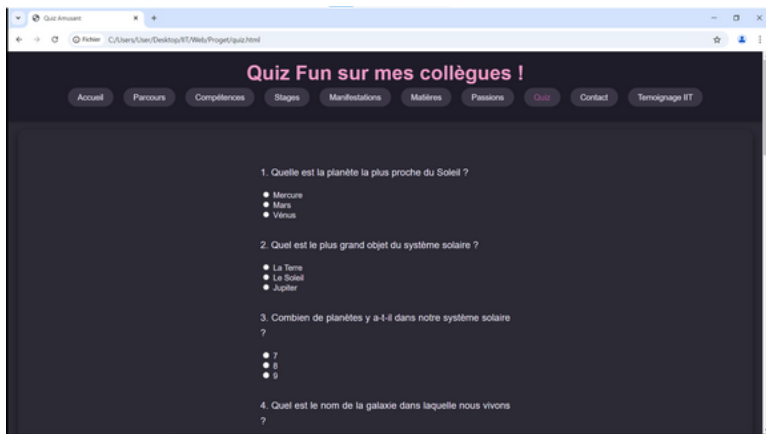 Quiz Amusant
Fichier C:/Users/User/Desktop/IIT/Web/Proget/quiz.html
Quiz Fun sur mes collègues !
Accueil Parcours Compétences Stages Manifestations Matières Passions Quiz Contact Temoignage IIT
1. Quelle est la planète la plus proche du Soleil ?
Mercure
Mars
Vénus
2. Quel est le plus grand objet du système solaire ?
La Terre
Le Soleil
Jupiter
3. Combien de planètes y a-t-il dans notre système solaire
?
7
8
9
4. Quel est le nom de la galaxie dans laquelle nous vivons
?